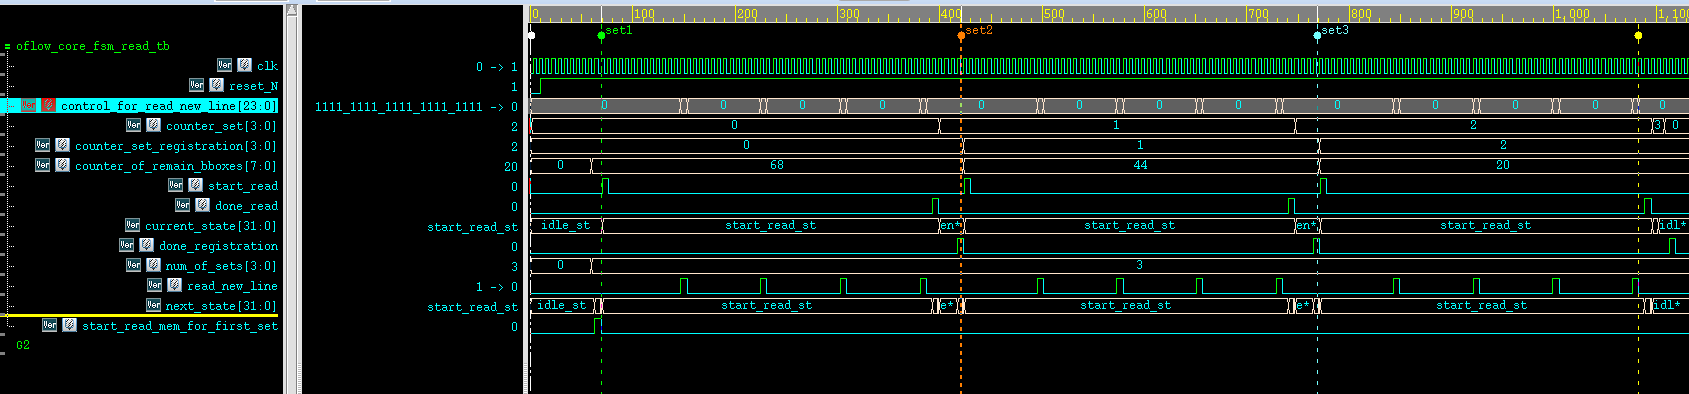 0 100 200 300 400 500 600 700 800 900 1,000 1,10
set1 set2 set3
oflow_core_fsm_read_tb
Ver clk 0 -> 1
Ver reset_N 1
Ver control_for_read_new_line[23:0] 1111_1111_1111_1111_1111 -> 0 0 0 0 0 0 0 0 0 0 0 0 0 0 0 0
Ver counter_set[3:0] 2 0 1 2 3 0
Ver counter_set_registration[3:0] 2 0 1 2
Ver counter_of_remain_bboxes[7:0] 20 0 68 44 20
Ver start_read 0
Ver done_read 0
Ver current_state[31:0] start_read_st idle_st start_read_st en* start_read_st en* start_read_st idl*
Ver done_registration 0
Ver num_of_sets[3:0] 3 0 3
Ver read_new_line 1 -> 0
Ver next_state[31:0] start_read_st idle_st start_read_st e* start_read_st e* start_read_st idl*
Ver start_read_mem_for_first_set 0
G2